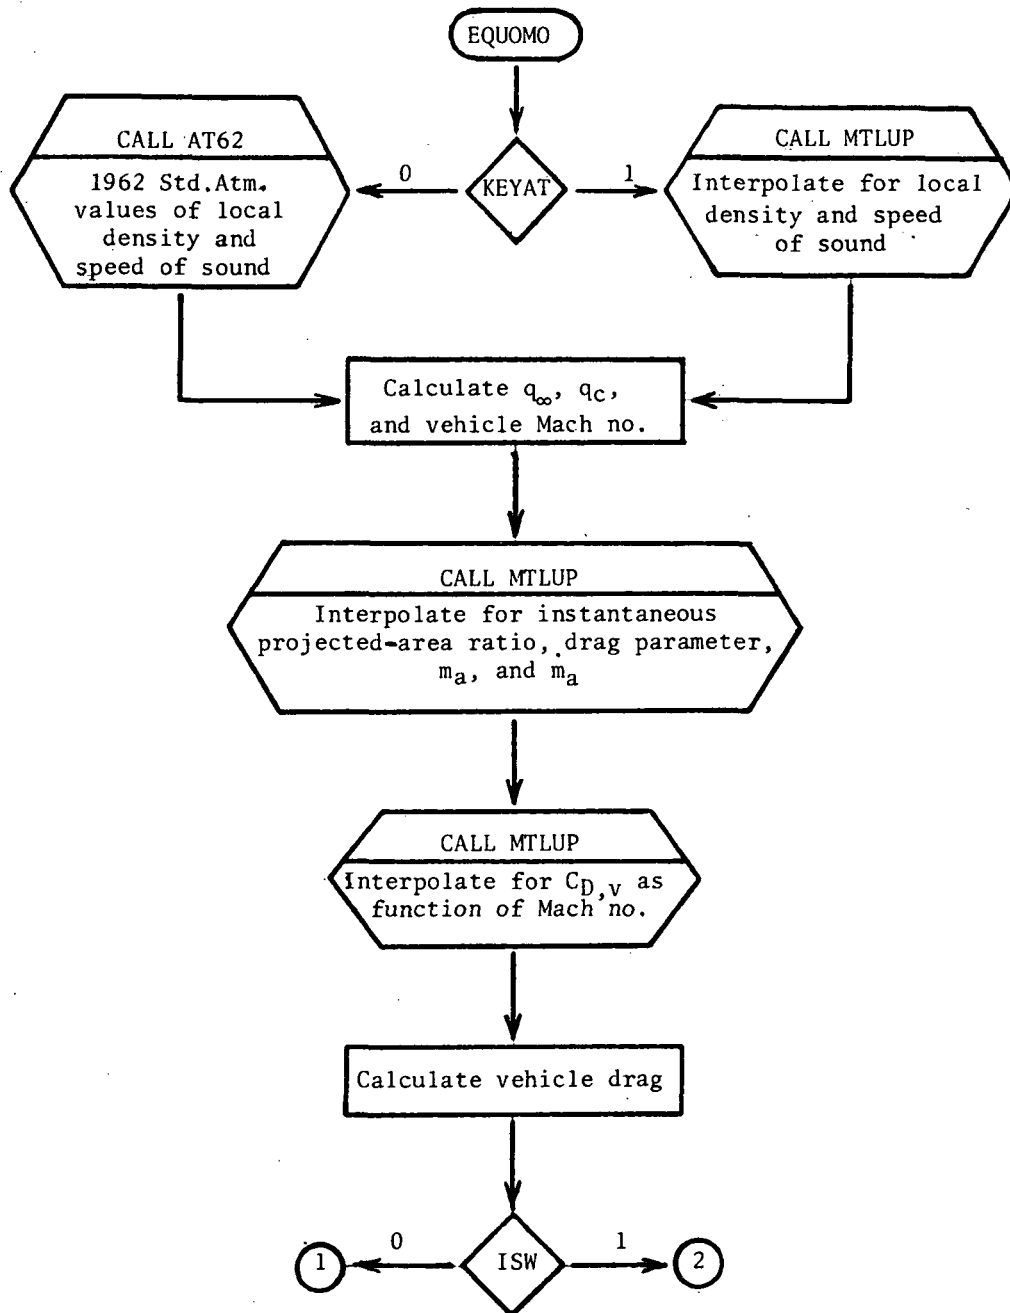 EQUOMO
CALL AT62
1962 Std.Atm.
values of local
density and
speed of sound
0
KEYAT
1
CALL MTLUP
Interpolate for local
density and speed
of sound
Calculate q∞, qc,
and vehicle Mach no.
CALL MTLUP
Interpolate for instantaneous
projected-area ratio, drag parameter,
ma, and ṁa
CALL MTLUP
Interpolate for CD,v as
function of Mach no.
Calculate vehicle drag
1
0
ISW
1
2